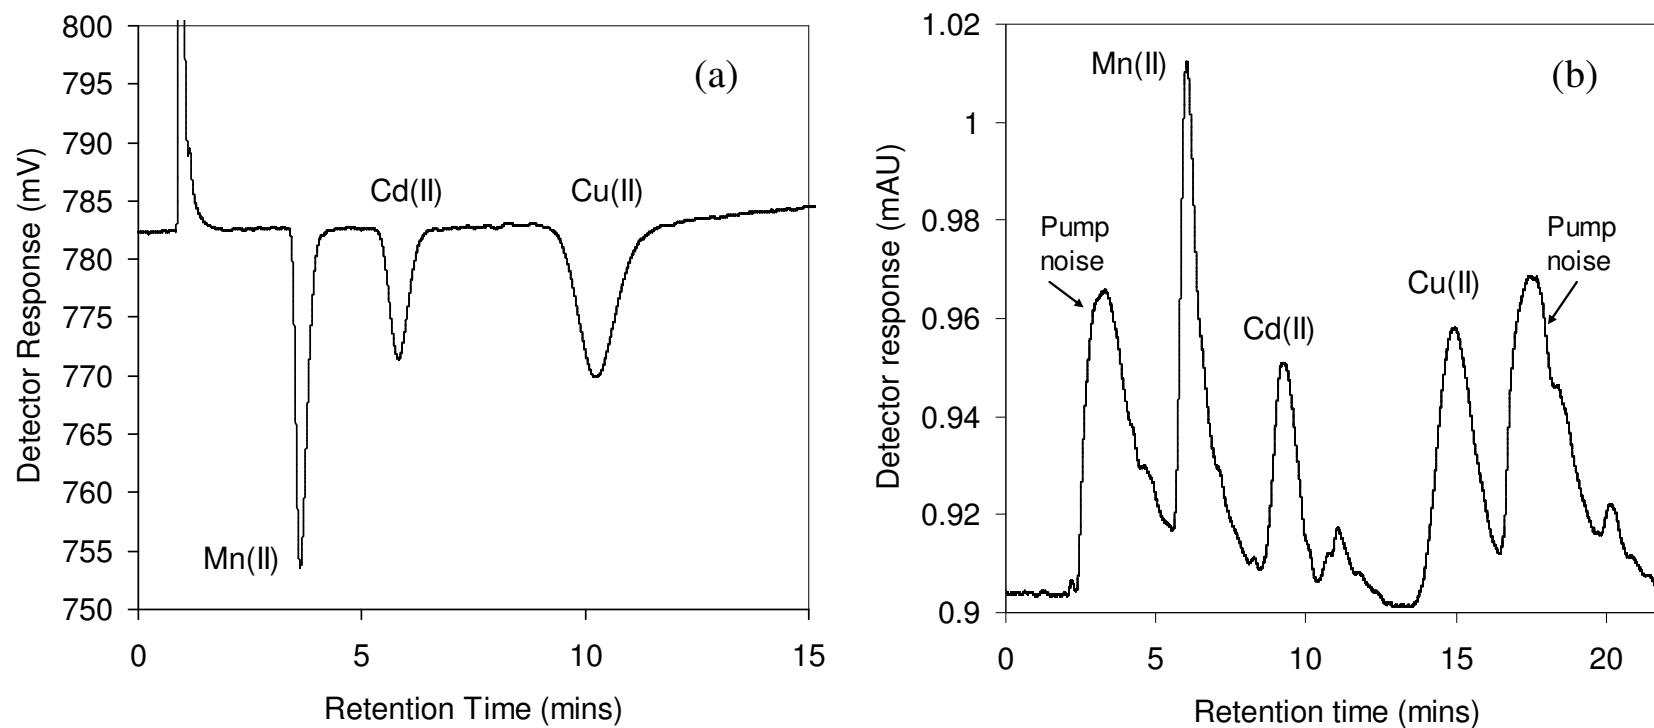 (a)
Detector Response (mV)
800
795
790
785
780
775
770
765
760
755
750
Cd(II)
Cu(II)
Mn(II)
0
5
10
15
Retention Time (mins)
(b)
Detector response (mAU)
1.02
1
0.98
0.96
0.94
0.92
0.9
Mn(II)
Pump
noise
Cd(II)
Cu(II)
Pump
noise
0
5
10
15
20
Retention time (mins)